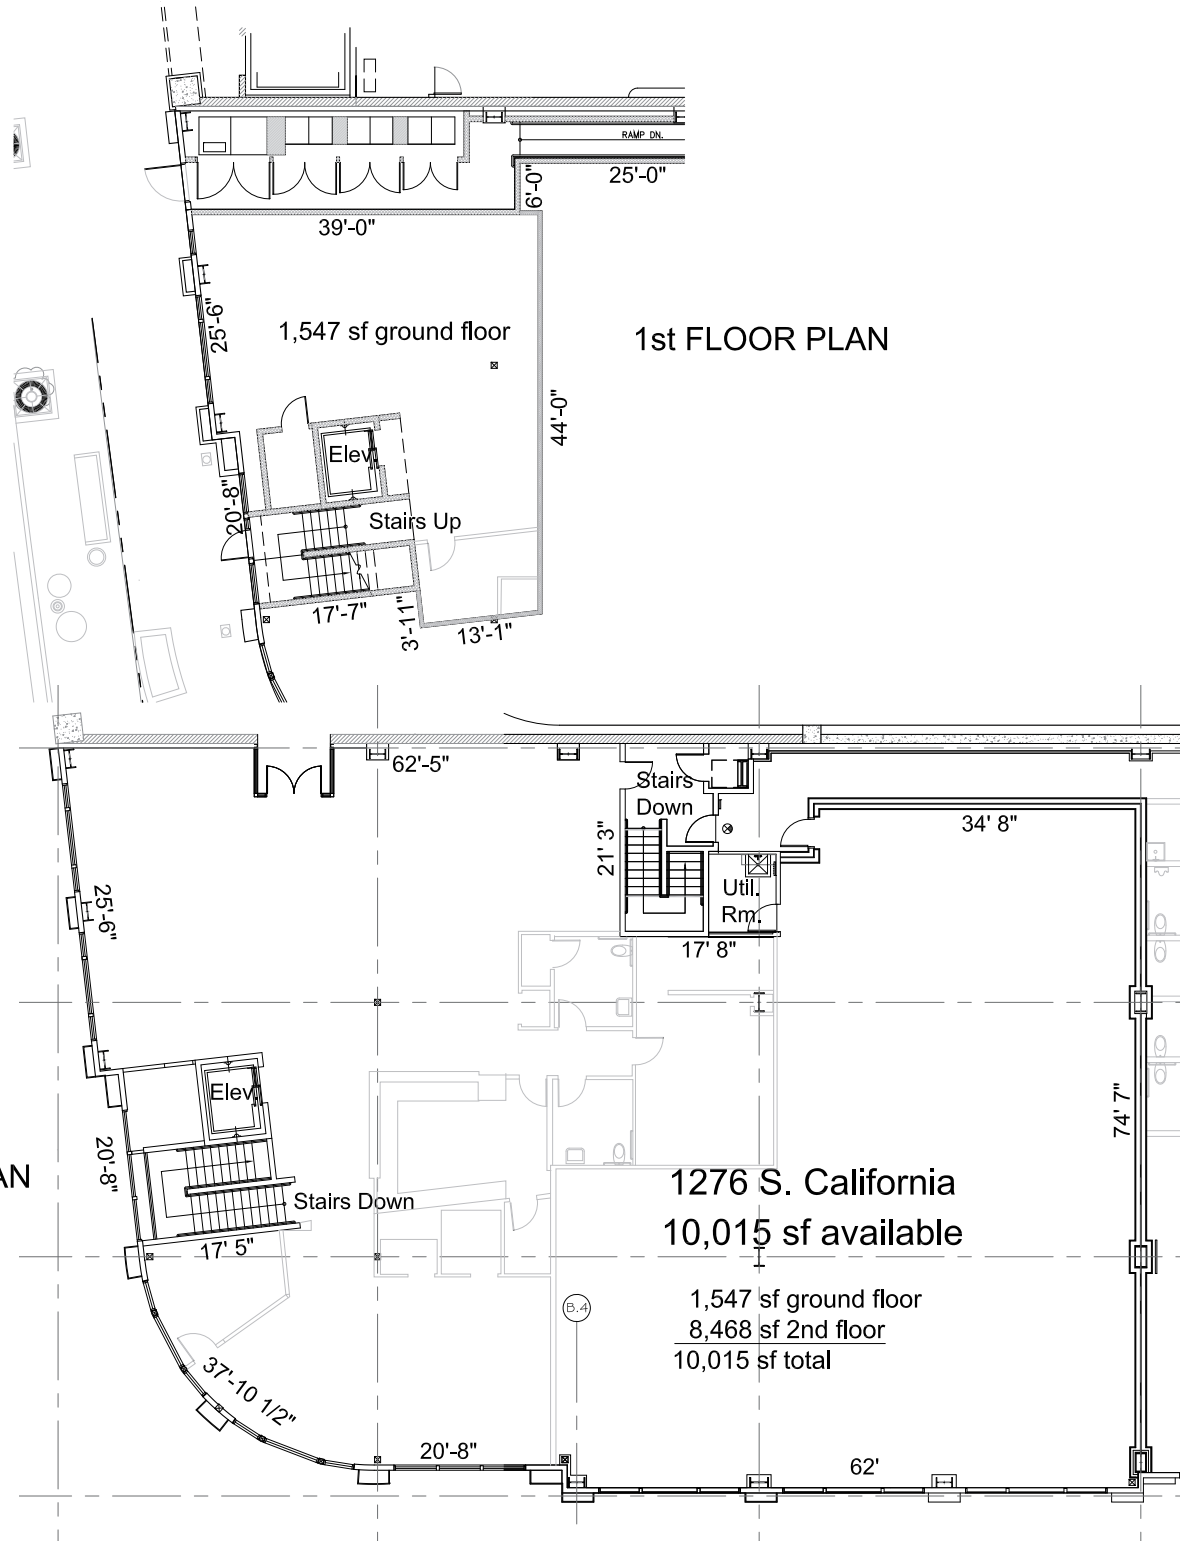 RAMP DN.
25'-0"
6'-0"
39'-0"
25'-6"
1,547 sf ground floor
1st FLOOR PLAN
44'-0"
Elev.
20'-8"
Stairs Up
17'-7"
3'-11"
13'-1"
62'-5"
Stairs
Down
34' 8"
21' 3"
25'-6"
Util.
Rm.
17' 8"
Elev.
74' 7"
20'-8"
AN
1276 S. California
Stairs Down
10,015 sf available
17' 5"
1,547 sf ground floor
B.4
8,468 sf 2nd floor
10,015 sf total
37'-10 1/2"
20'-8"
62'